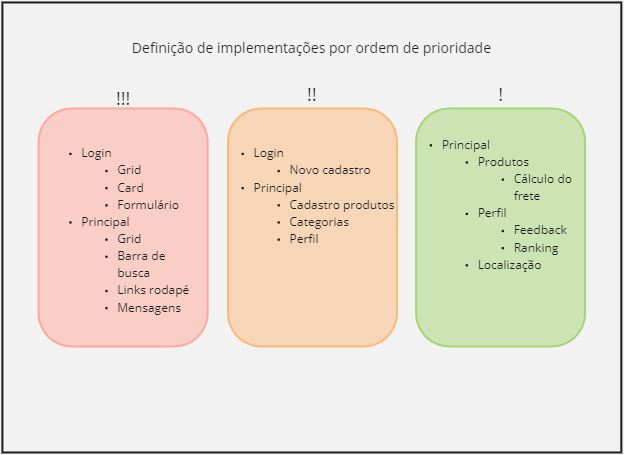 Definição de implementações por ordem de prioridade
!!!
• Login
• Grid
• Card
• Formulário
• Principal
• Grid
• Barra de
busca
• Links rodapé
• Mensagens
!!
• Login
• Novo cadastro
• Principal
• Cadastro produtos
• Categorias
• Perfil
!
• Principal
• Produtos
• Cálculo do
frete
• Perfil
• Feedback
• Ranking
• Localização